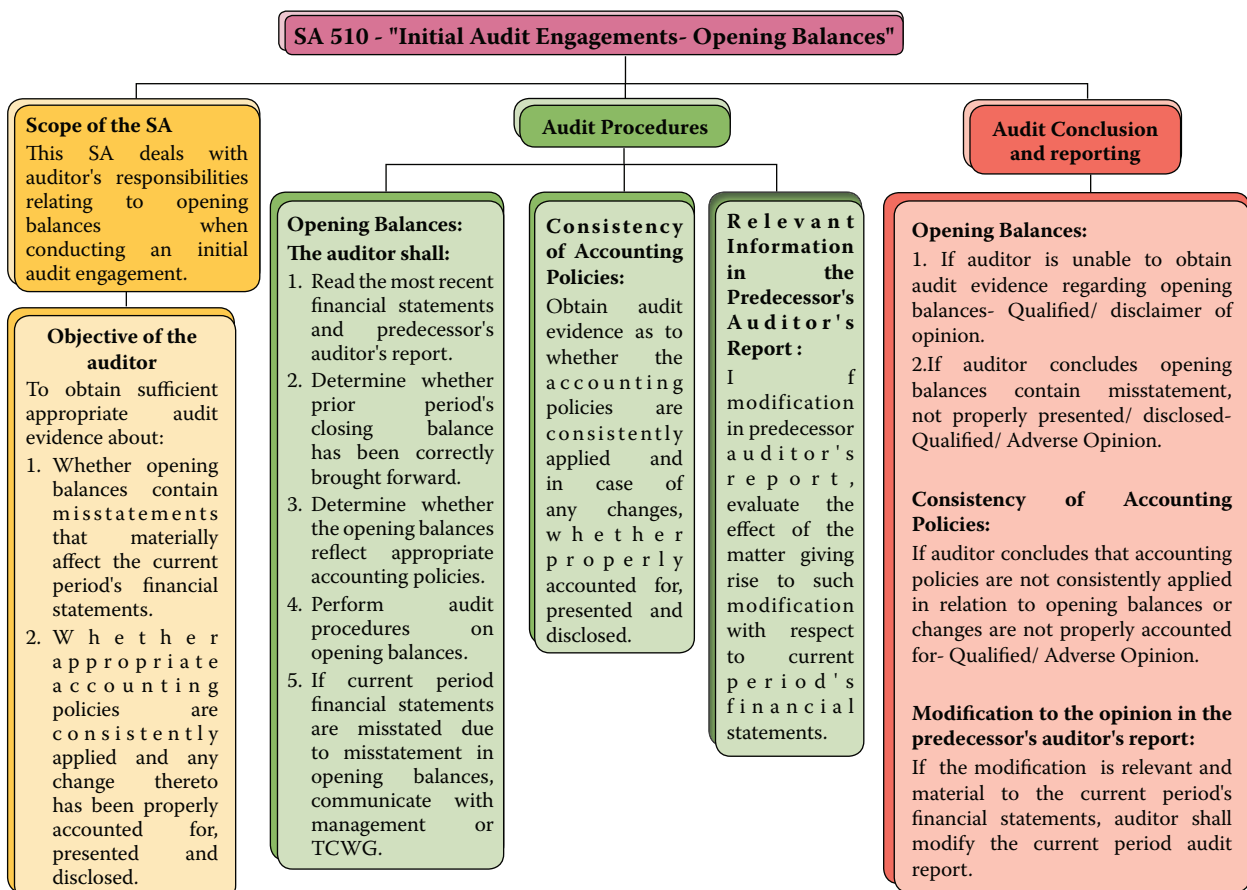 SA 510 - "Initial Audit Engagements- Opening Balances"
Scope of the SA
This SA deals with
auditor's responsibilities
relating to opening
balances when
conducting an initial
audit engagement.
Objective of the
auditor
To obtain sufficient
appropriate audit
evidence about:
1. Whether opening
balances contain
misstatements
that materially
affect the current
period's financial
statements.
2. Whether
appropriate
accounting
policies are
consistently
applied and any
change thereto
has been properly
accounted for,
presented and
disclosed.
Audit Procedures
Opening Balances:
The auditor shall:
1. Read the most recent
financial statements
and predecessor's
auditor's report.
2. Determine whether
prior period's
closing balance
has been correctly
brought forward.
3. Determine whether
the opening balances
reflect appropriate
accounting policies.
4. Perform audit
procedures on
opening balances.
5. If current period
financial statements
are misstated due
to misstatement in
opening balances,
communicate with
management or
TCWG.
Consistency
of Accounting
Policies:
Obtain audit
evidence as to
whether the
accounting
policies are
consistently
applied and
in case of
any changes,
whether
properly
accounted for,
presented and
disclosed.
Relevant
Information
in the
Predecessor's
Auditor's
Report :
If
modification
in predecessor
auditor's
report,
evaluate the
effect of the
matter giving
rise to such
modification
with respect
to current
period's
financial
statements.
Audit Conclusion
and reporting
Opening Balances:
1. If auditor is unable to obtain
audit evidence regarding opening
balances- Qualified/ disclaimer of
opinion.
2.If auditor concludes opening
balances contain misstatement,
not properly presented/ disclosed-
Qualified/ Adverse Opinion.
Consistency of Accounting
Policies:
If auditor concludes that accounting
policies are not consistently applied
in relation to opening balances or
changes are not properly accounted
for- Qualified/ Adverse Opinion.
Modification to the opinion in the
predecessor's auditor's report:
If the modification is relevant and
material to the current period's
financial statements, auditor shall
modify the current period audit
report.